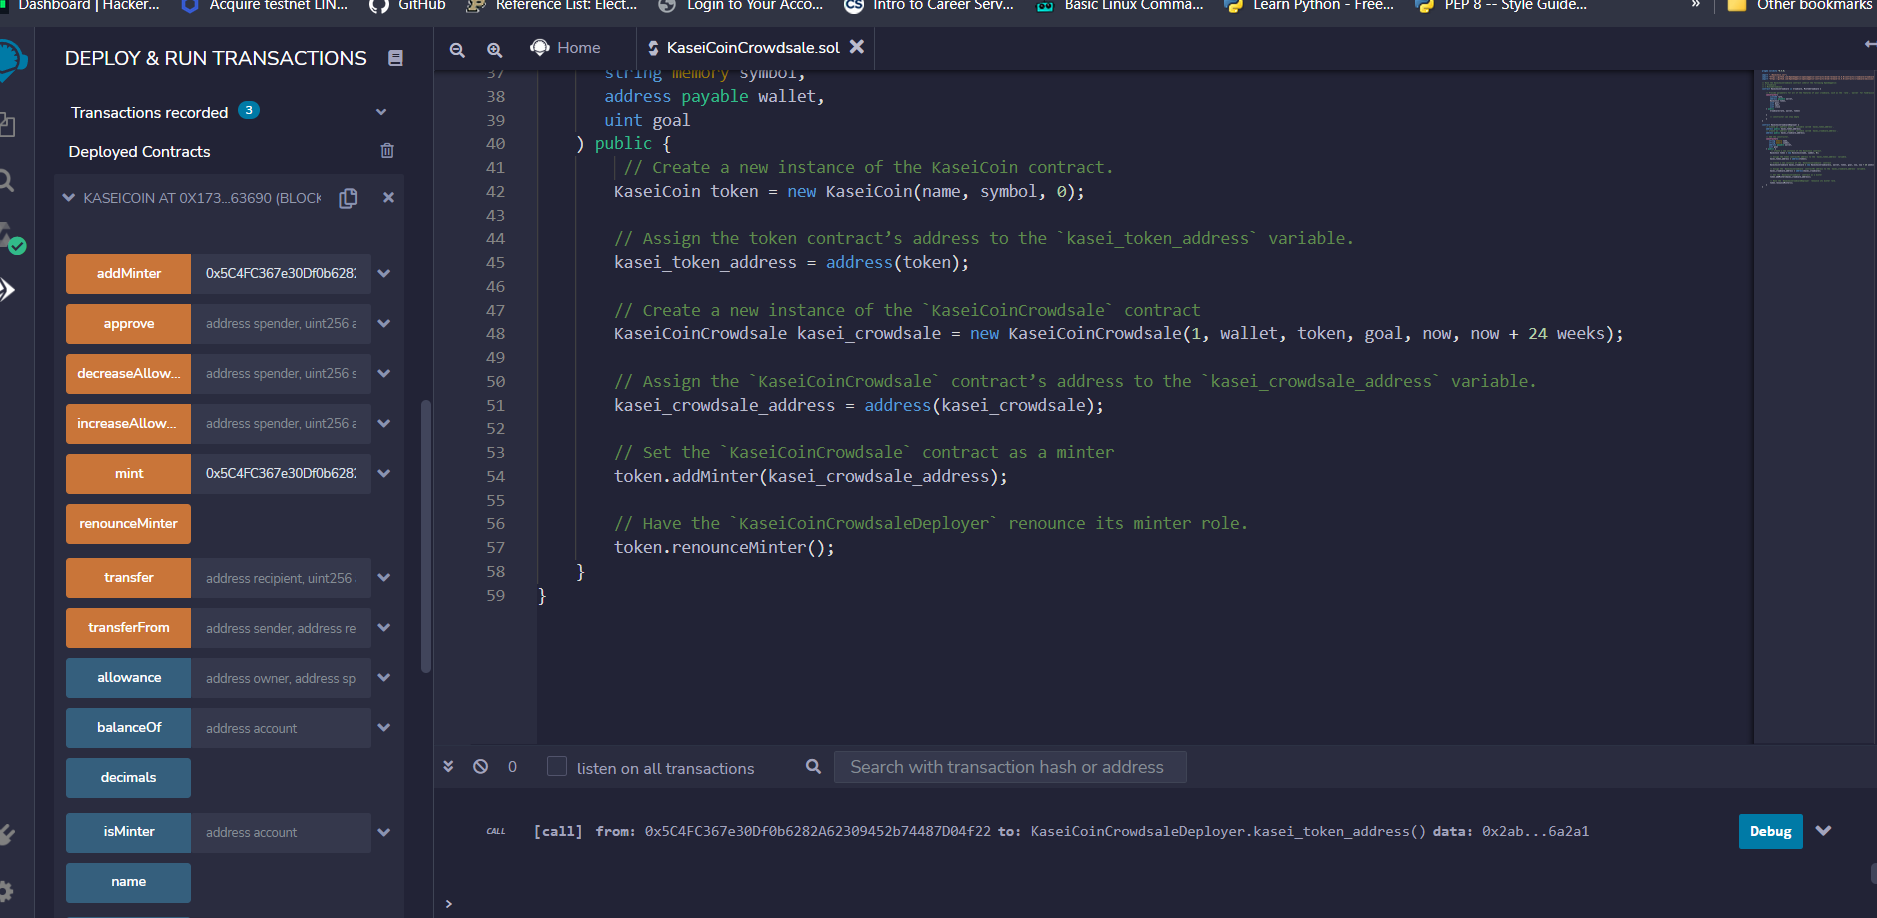 Dashboard | Hacker...
Acquire testnet LIN...
GitHub
Reference List: Elect...
Login to Your Acco...
CS Intro to Career Serv...
Basic Linux Comma...
Learn Python - Free...
PEP 8 -- Style Guide...
»
Other bookmarks
DEPLOY & RUN TRANSACTIONS
Transactions recorded 3
Deployed Contracts
KASEICOIN AT 0X173...63690 (BLOCK
addMinter 0x5C4FC367e30Df0b6282
approve address spender, uint256 a
decreaseAllow... address spender, uint256 s
increaseAllow... address spender, uint256 a
mint 0x5C4FC367e30Df0b6282
renounceMinter
transfer address recipient, uint256
transferFrom address sender, address re
allowance address owner, address sp
balanceOf address account
decimals
isMinter address account
name
Home
KaseiCoinCrowdsale.sol
37 string memory symbol,
38 address payable wallet,
39 uint goal
40 ) public {
41 // Create a new instance of the KaseiCoin contract.
42 KaseiCoin token = new KaseiCoin(name, symbol, 0);
43
44 // Assign the token contract’s address to the `kasei_token_address` variable.
45 kasei_token_address = address(token);
46
47 // Create a new instance of the `KaseiCoinCrowdsale` contract
48 KaseiCoinCrowdsale kasei_crowdsale = new KaseiCoinCrowdsale(1, wallet, token, goal, now, now + 24 weeks);
49
50 // Assign the `KaseiCoinCrowdsale` contract’s address to the `kasei_crowdsale_address` variable.
51 kasei_crowdsale_address = address(kasei_crowdsale);
52
53 // Set the `KaseiCoinCrowdsale` contract as a minter
54 token.addMinter(kasei_crowdsale_address);
55
56 // Have the `KaseiCoinCrowdsaleDeployer` renounce its minter role.
57 token.renounceMinter();
58 }
59 }
0 listen on all transactions Search with transaction hash or address
CALL [call] from: 0x5C4FC367e30Df0b6282A62309452b74487D04f22 to: KaseiCoinCrowdsaleDeployer.kasei_token_address() data: 0x2ab...6a2a1 Debug
>